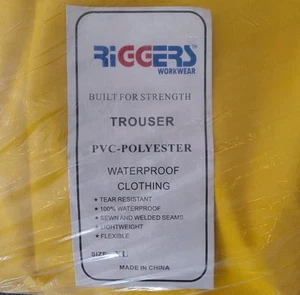 RiGGERS™
WORKWEAR
BUILT FOR STRENGTH
TROUSER
PVC-POLYESTER
WATERPROOF
CLOTHING
• TEAR RESISTANT
• 100% WATERPROOF
• SEWN AND WELDED SEAMS
• LIGHTWEIGHT
• FLEXIBLE
SIZE: XL
MADE IN CHINA